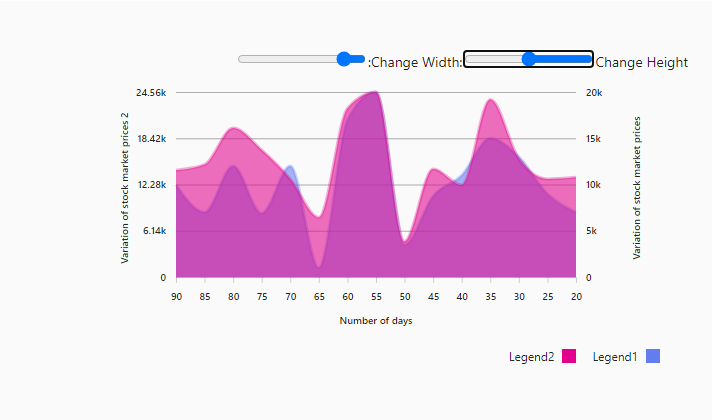 :Change Width: Change Height
24.56k
18.42k
12.28k
6.14k
0
Variation of stock market prices 2
20k
15k
10k
5k
0
Variation of stock market prices
90 85 80 75 70 65 60 55 50 45 40 35 30 25 20
Number of days
Legend2 Legend1